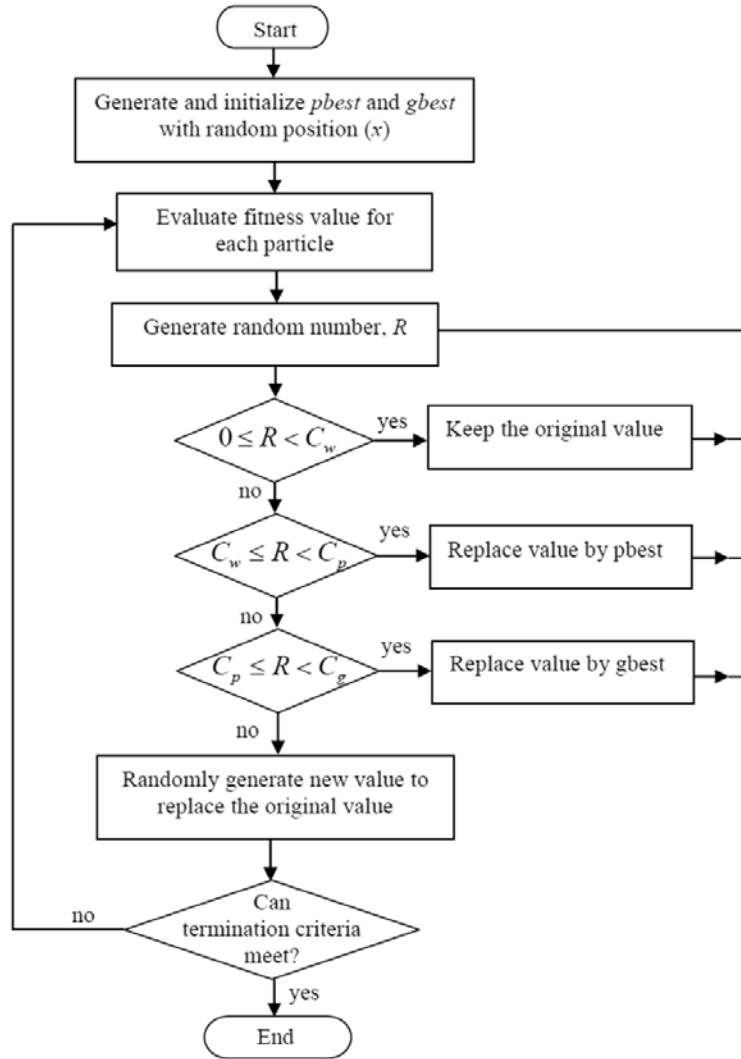 Start
Generate and initialize pbest and gbest
with random position (x)
Evaluate fitness value for
each particle
Generate random number, R
0 ≤ R < C_w
yes
Keep the original value
no
C_w ≤ R < C_p
yes
Replace value by pbest
no
C_p ≤ R < C_g
yes
Replace value by gbest
no
Randomly generate new value to
replace the original value
no
Can
termination criteria
meet?
yes
End